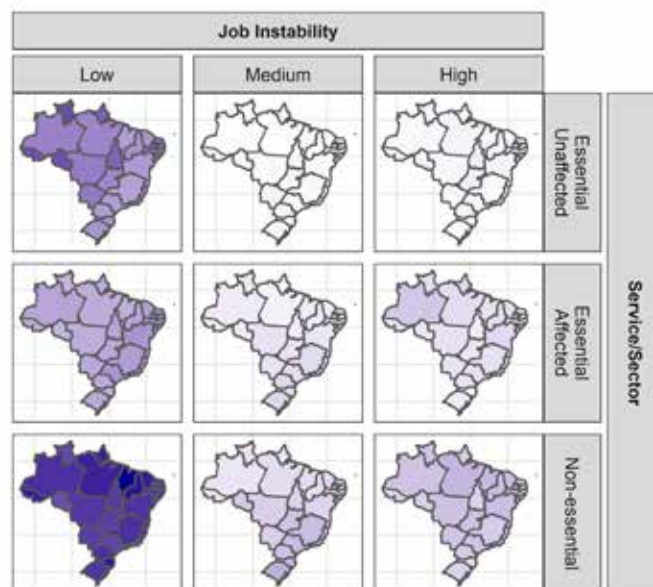 Job Instability
Low
Medium
High
Essential
Unaffected
Essential
Affected
Non-essential
Service/Sector